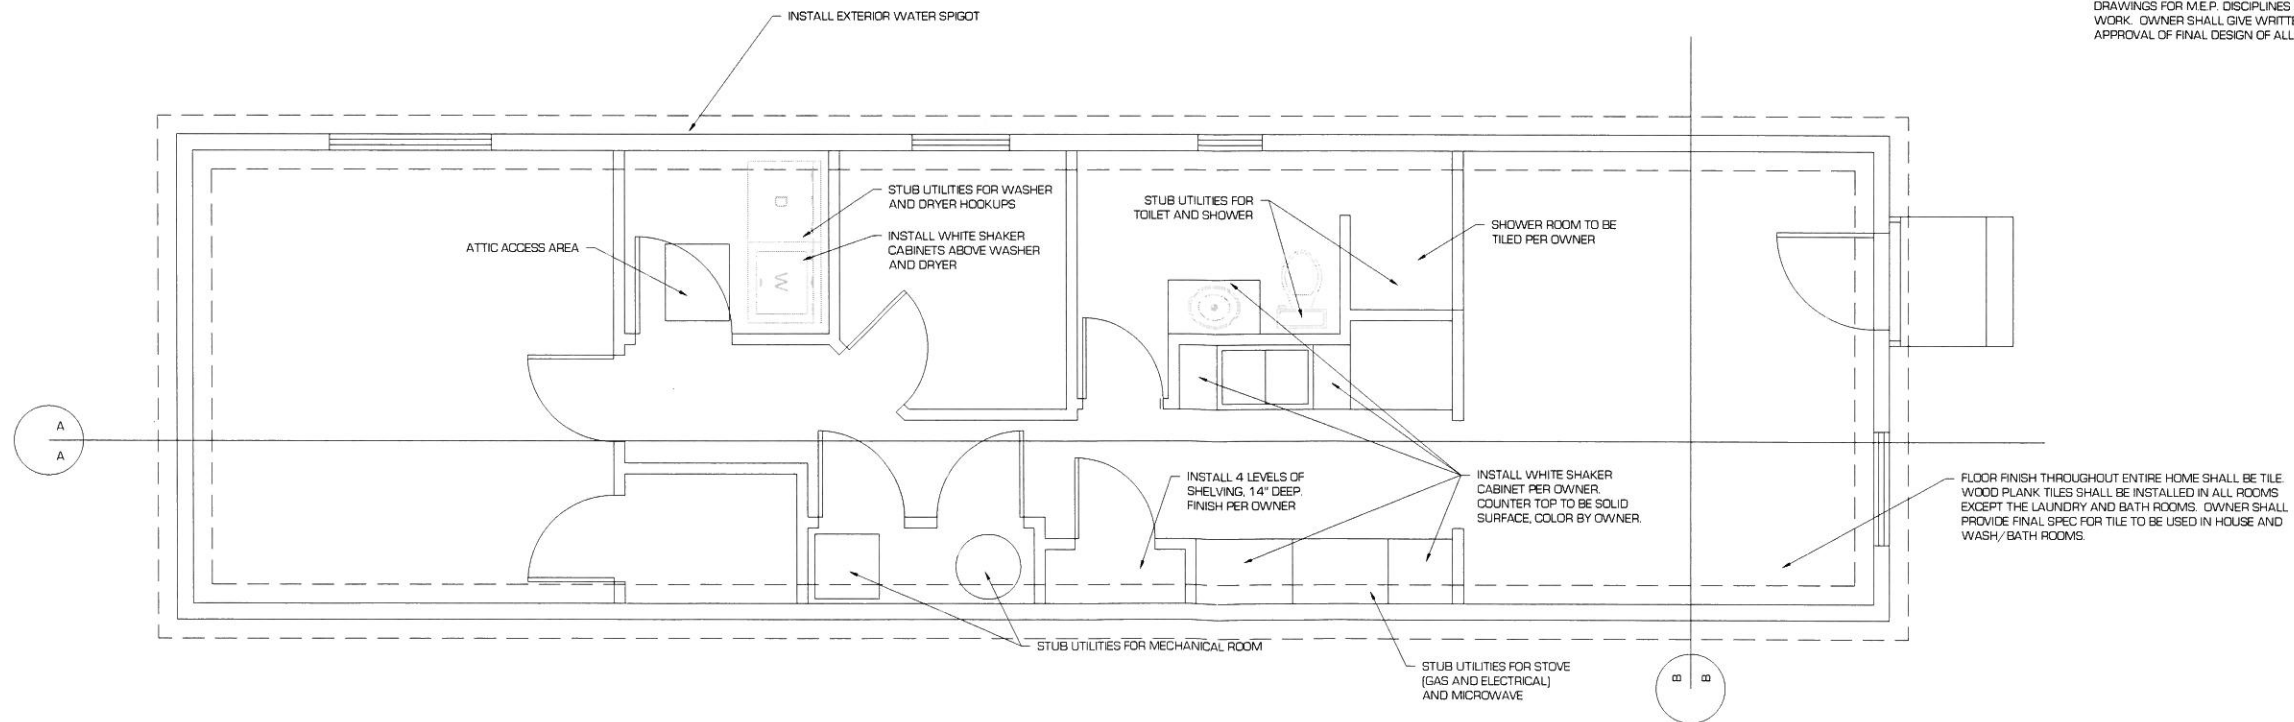 DRAWINGS FOR M.E.P. DISCIPLINES
WORK. OWNER SHALL GIVE WRITTE
APPROVAL OF FINAL DESIGN OF ALL
INSTALL EXTERIOR WATER SPIGOT
STUB UTILITIES FOR WASHER
AND DRYER HOOKUPS
INSTALL WHITE SHAKER
CABINETS ABOVE WASHER
AND DRYER
ATTIC ACCESS AREA
D
W
STUB UTILITIES FOR
TOILET AND SHOWER
SHOWER ROOM TO BE
TILED PER OWNER
A
A
INSTALL 4 LEVELS OF
SHELVING, 14" DEEP.
FINISH PER OWNER
INSTALL WHITE SHAKER
CABINET PER OWNER.
COUNTER TOP TO BE SOLID
SURFACE, COLOR BY OWNER.
FLOOR FINISH THROUGHOUT ENTIRE HOME SHALL BE TILE.
WOOD PLANK TILES SHALL BE INSTALLED IN ALL ROOMS
EXCEPT THE LAUNDRY AND BATH ROOMS. OWNER SHALL
PROVIDE FINAL SPEC FOR TILE TO BE USED IN HOUSE AND
WASH/BATH ROOMS.
STUB UTILITIES FOR MECHANICAL ROOM
STUB UTILITIES FOR STOVE
(GAS AND ELECTRICAL)
AND MICROWAVE
B B